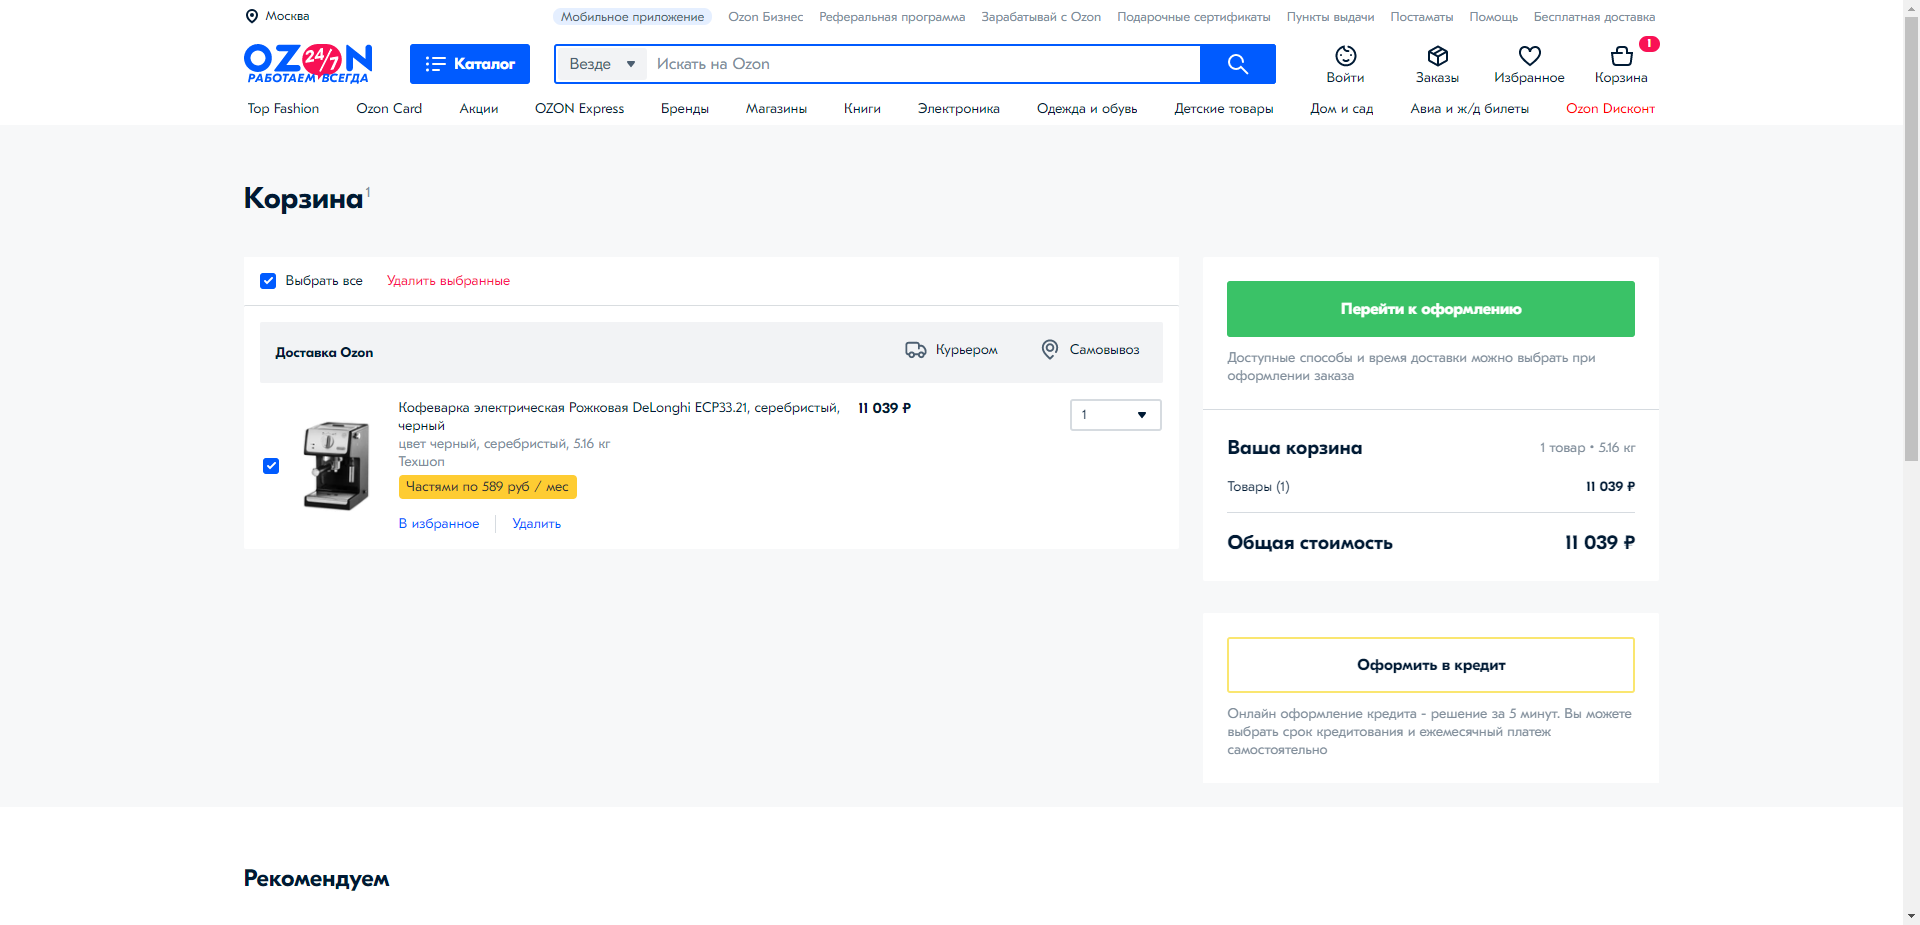 Москва
Мобильное приложение Ozon Бизнес Реферальная программа Зарабатывай с Ozon Подарочные сертификаты Пункты выдачи Постаматы Помощь Бесплатная доставка
OZON 24/7
РАБОТАЕМ ВСЕГДА
Каталог
Везде Искать на Ozon
Войти Заказы Избранное 1 Корзина
Top Fashion Ozon Card Акции OZON Express Бренды Магазины Книги Электроника Одежда и обувь Детские товары Дом и сад Авиа и ж/д билеты Ozon Dисконт
Корзина 1
Выбрать все Удалить выбранные
Доставка Ozon Курьером Самовывоз
Кофеварка электрическая Рожковая DeLonghi ECP33.21, серебристый, 11 039 ₽ 1
черный
цвет черный, серебристый, 5.16 кг
Техшоп
Частями по 589 руб / мес
В избранное Удалить
Перейти к оформлению
Доступные способы и время доставки можно выбрать при
оформлении заказа
Ваша корзина 1 товар • 5.16 кг
Товары (1) 11 039 ₽
Общая стоимость 11 039 ₽
Оформить в кредит
Онлайн оформление кредита - решение за 5 минут. Вы можете
выбрать срок кредитования и ежемесячный платеж
самостоятельно
Рекомендуем